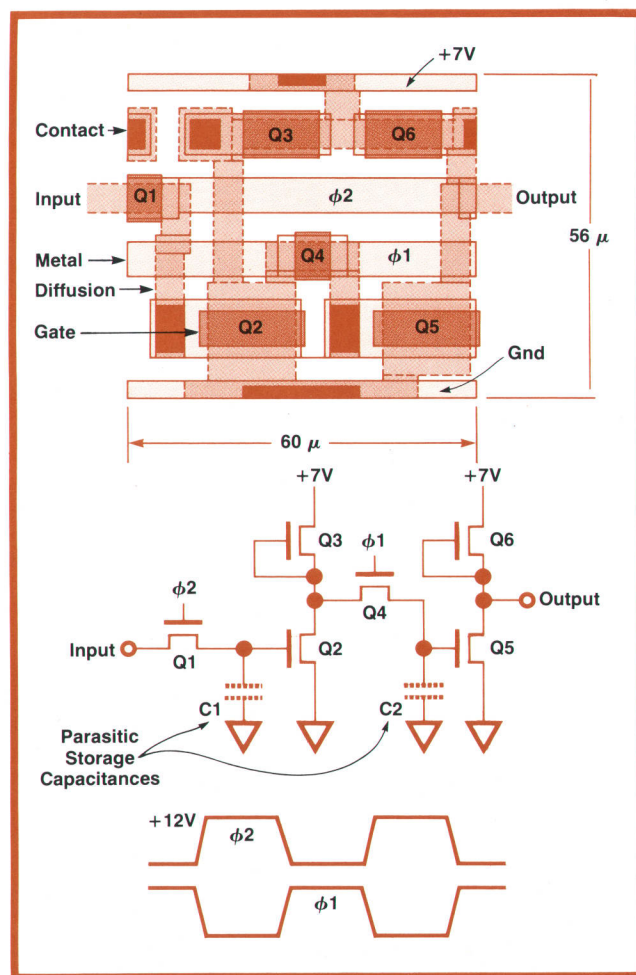 +7V
Contact
Q3
Q6
Input
Q1
ϕ2
Output
56 μ
Metal
Q4
ϕ1
Diffusion
Gate
Q2
Q5
Gnd
60 μ
+7V
+7V
Q3
ϕ1
Q6
ϕ2
Q4
Output
Input
Q1
Q2
Q5
C1
C2
Parasitic
Storage
Capacitances
+12V
ϕ2
ϕ1